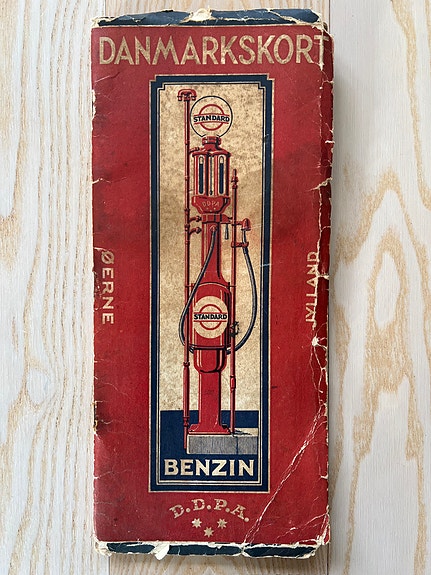 DANMARKSKORT
STANDARD
D.D.P.A.
ØERNE
JYLLAND
STANDARD
BENZIN
D.D.P.A.